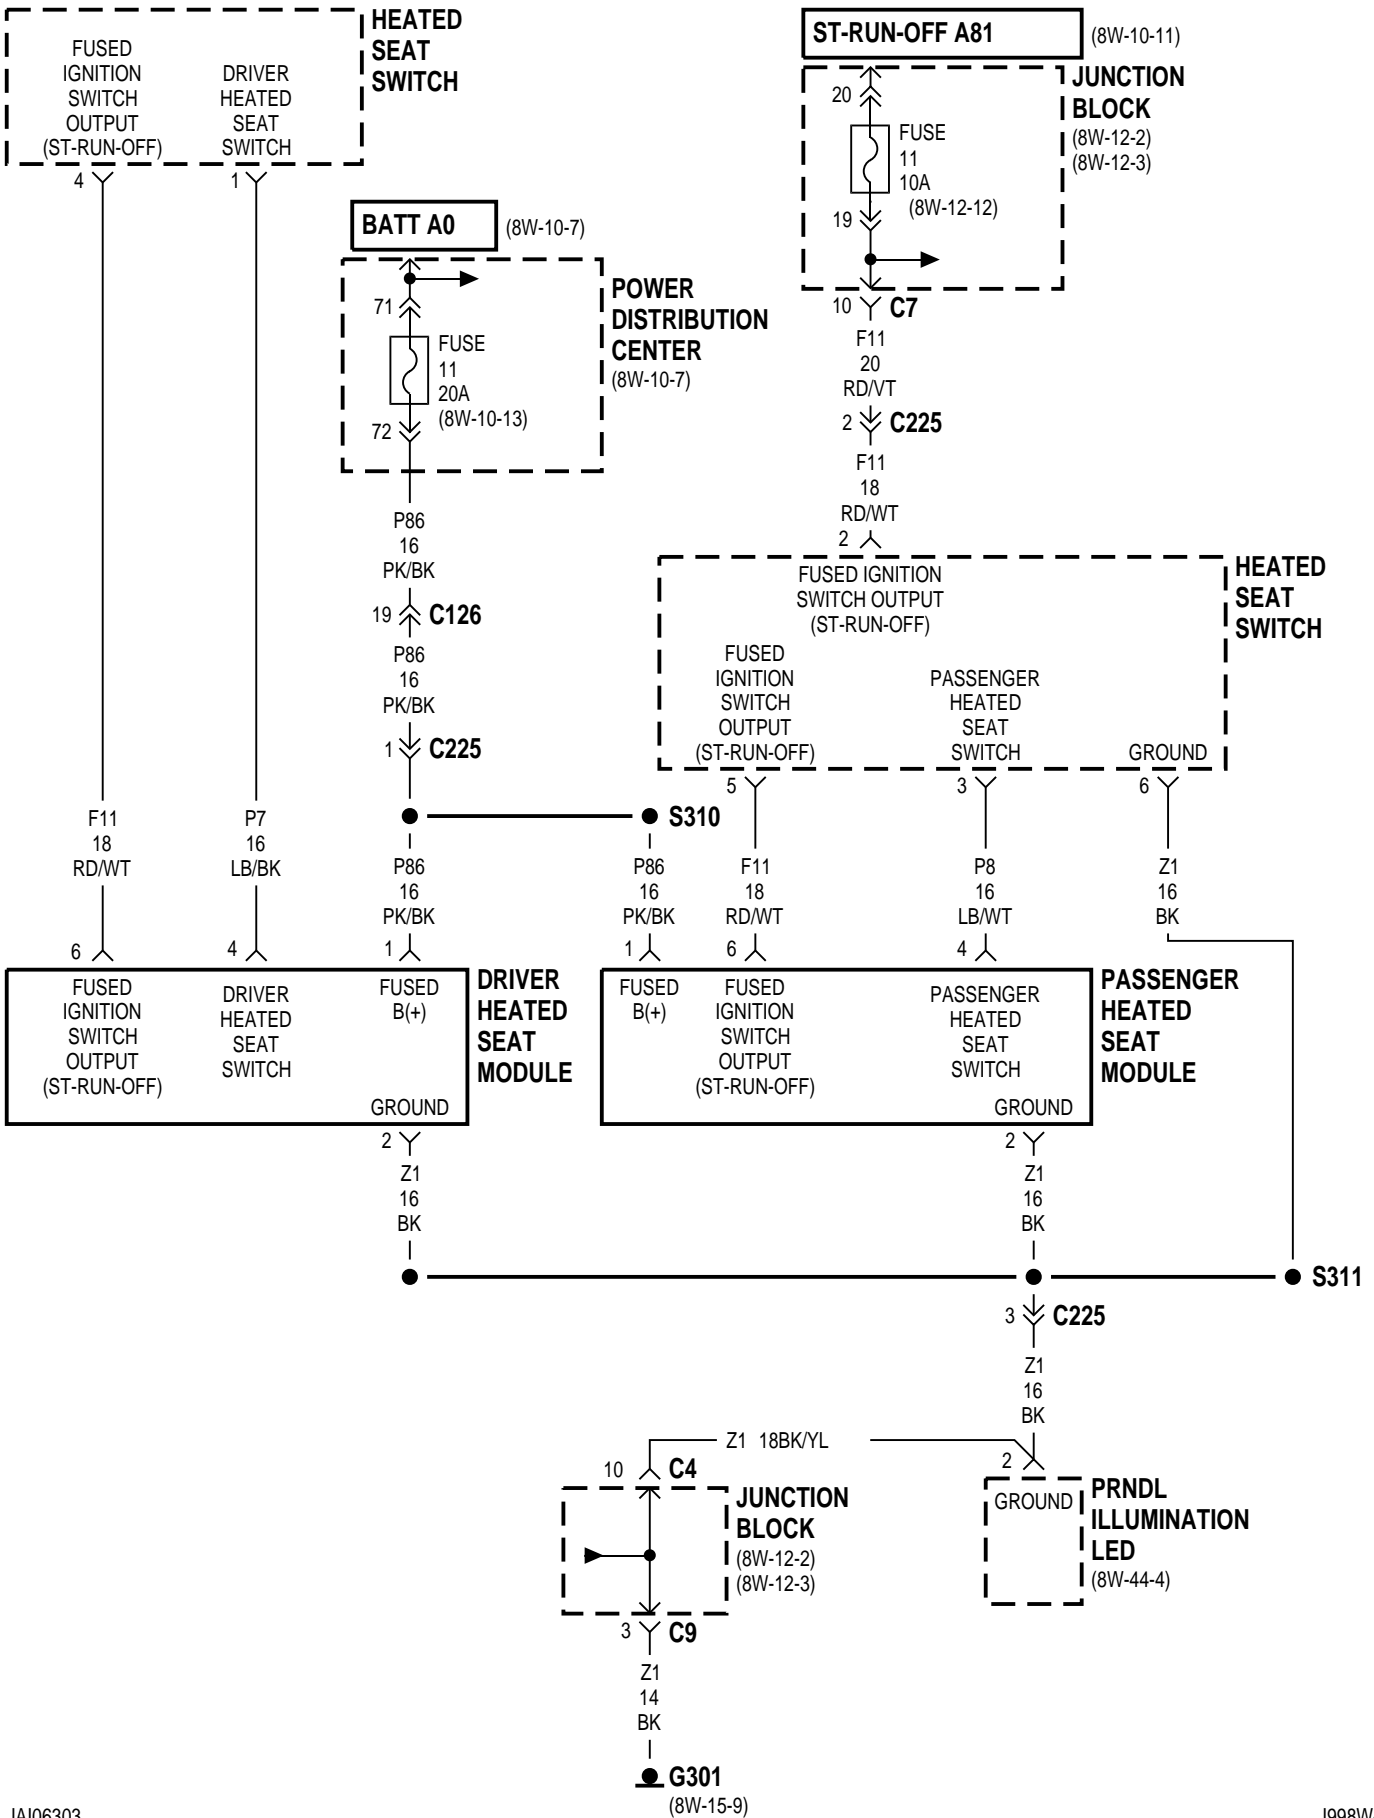 HEATED
SEAT
SWITCH
FUSED
IGNITION
SWITCH
OUTPUT
(ST-RUN-OFF)
DRIVER
HEATED
SEAT
SWITCH
4
1
ST-RUN-OFF A81
(8W-10-11)
JUNCTION
BLOCK
(8W-12-2)
(8W-12-3)
20
FUSE
11
10A
(8W-12-12)
19
10
C7
F11
20
RD/VT
2
C225
F11
18
RD/WT
2
BATT A0
(8W-10-7)
POWER
DISTRIBUTION
CENTER
(8W-10-7)
71
FUSE
11
20A
(8W-10-13)
72
P86
16
PK/BK
19
C126
P86
16
PK/BK
1
C225
HEATED
SEAT
SWITCH
FUSED IGNITION
SWITCH OUTPUT
(ST-RUN-OFF)
FUSED
IGNITION
SWITCH
OUTPUT
(ST-RUN-OFF)
PASSENGER
HEATED
SEAT
SWITCH
GROUND
5
3
6
S310
F11
18
RD/WT
P7
16
LB/BK
P86
16
PK/BK
P86
16
PK/BK
F11
18
RD/WT
P8
16
LB/WT
Z1
16
BK
6
4
1
1
6
4
FUSED
IGNITION
SWITCH
OUTPUT
(ST-RUN-OFF)
DRIVER
HEATED
SEAT
SWITCH
FUSED
B(+)
GROUND
DRIVER
HEATED
SEAT
MODULE
FUSED
B(+)
FUSED
IGNITION
SWITCH
OUTPUT
(ST-RUN-OFF)
PASSENGER
HEATED
SEAT
SWITCH
GROUND
PASSENGER
HEATED
SEAT
MODULE
2
Z1
16
BK
2
Z1
16
BK
S311
3
C225
Z1
16
BK
Z1 18BK/YL
10
C4
2
JUNCTION
BLOCK
(8W-12-2)
(8W-12-3)
GROUND
PRNDL
ILLUMINATION
LED
(8W-44-4)
3
C9
Z1
14
BK
G301
(8W-15-9)